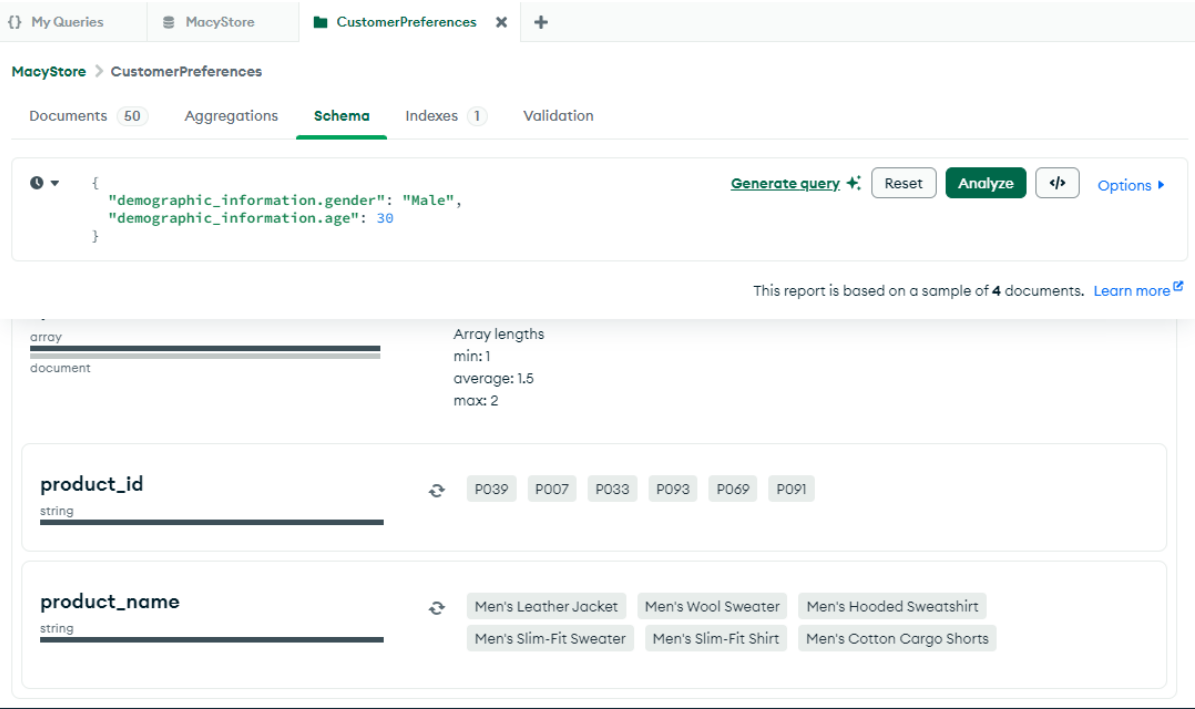 {} My Queries MacyStore CustomerPreferences
MacyStore > CustomerPreferences
Documents 50 Aggregations Schema Indexes 1 Validation
{
"demographic_information.gender": "Male",
"demographic_information.age": 30
}
Generate query Reset Analyze </> Options
This report is based on a sample of 4 documents. Learn more
array
document
Array lengths
min: 1
average: 1.5
max: 2
product_id
string
P039 P007 P033 P093 P069 P091
product_name
string
Men's Leather Jacket Men's Wool Sweater Men's Hooded Sweatshirt
Men's Slim-Fit Sweater Men's Slim-Fit Shirt Men's Cotton Cargo Shorts